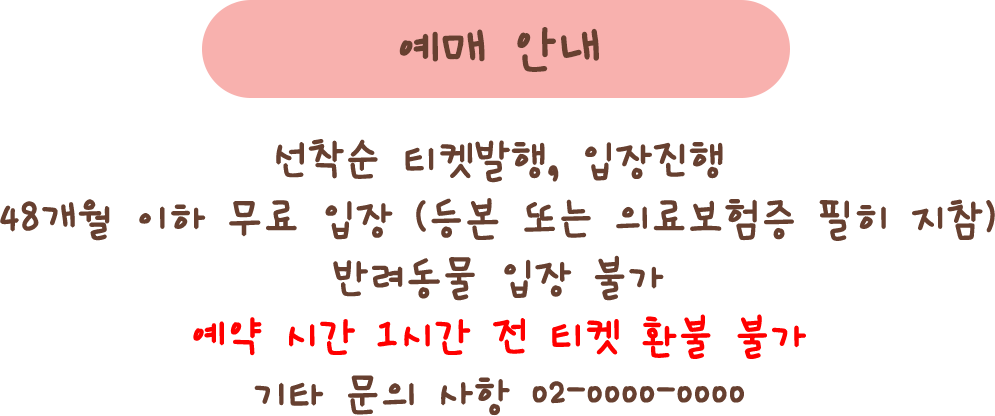 예매 안내
선착순 티켓발행, 입장진행
48개월 이하 무료 입장 (등본 또는 의료보험증 필히 지참)
반려동물 입장 불가
예약 시간 1시간 전 티켓 환불 불가
기타 문의 사항 02-0000-0000